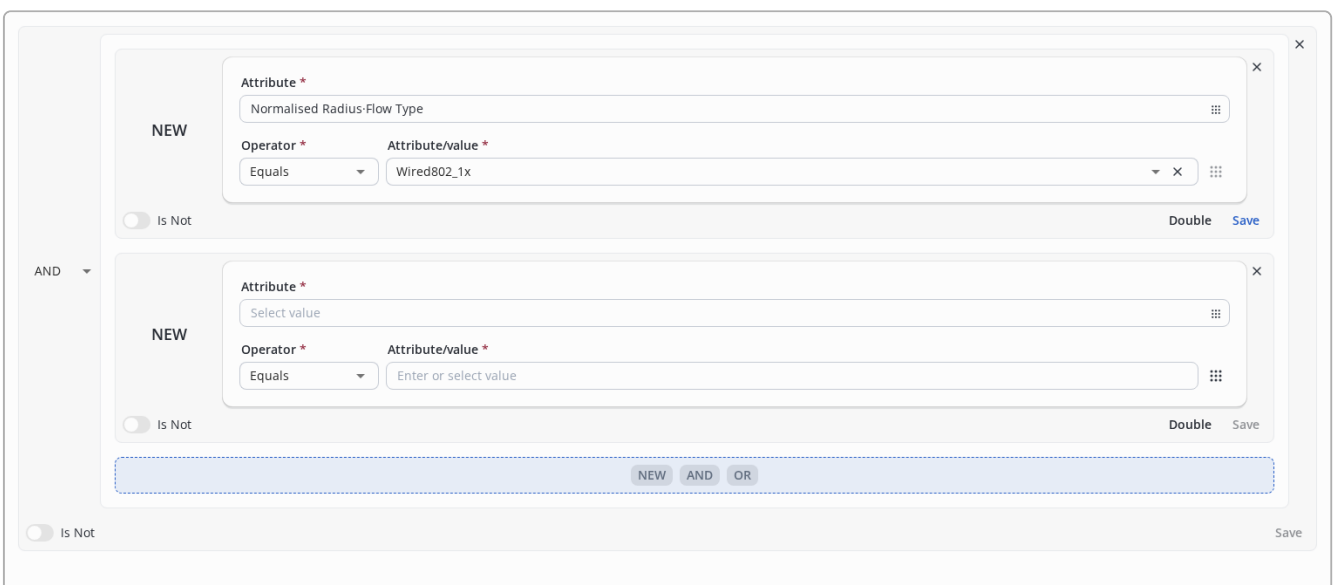 NEW
Attribute *
Normalised Radius·Flow Type
Operator * Attribute/value *
Equals Wired802_1x
Is Not Double Save
AND
NEW
Attribute *
Select value
Operator * Attribute/value *
Equals Enter or select value
Is Not Double Save
NEW AND OR
Is Not Save